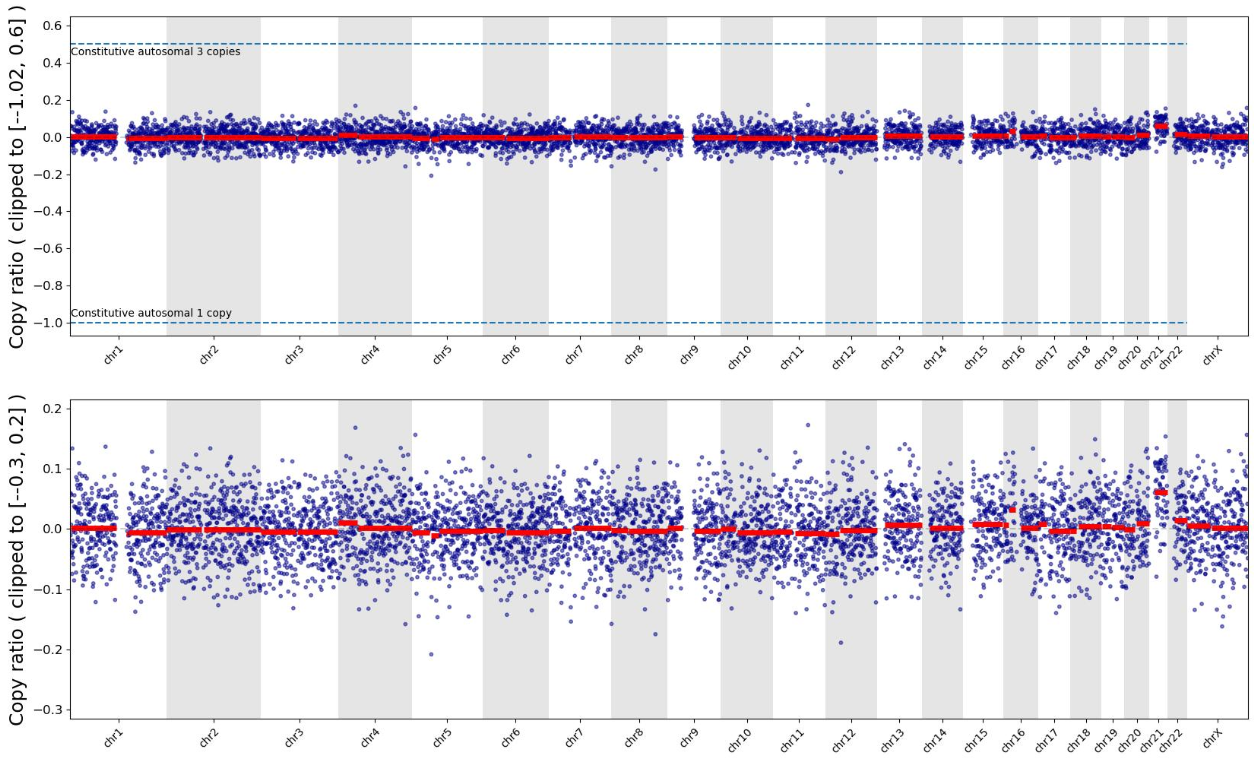 Copy ratio ( clipped to [--1.02, 0.6] )
0.6
0.4
0.2
0.0
−0.2
−0.4
−0.6
−0.8
−1.0
Constitutive autosomal 3 copies
Constitutive autosomal 1 copy
chr1
chr2
chr3
chr4
chr5
chr6
chr7
chr8
chr9
chr10
chr11
chr12
chr13
chr14
chr15
chr16
chr17
chr18
chr19
chr20
chr21
chr22
chrX
Copy ratio ( clipped to [--0.3, 0.2] )
0.2
0.1
0.0
−0.1
−0.2
−0.3
chr1
chr2
chr3
chr4
chr5
chr6
chr7
chr8
chr9
chr10
chr11
chr12
chr13
chr14
chr15
chr16
chr17
chr18
chr19
chr20
chr21
chr22
chrX